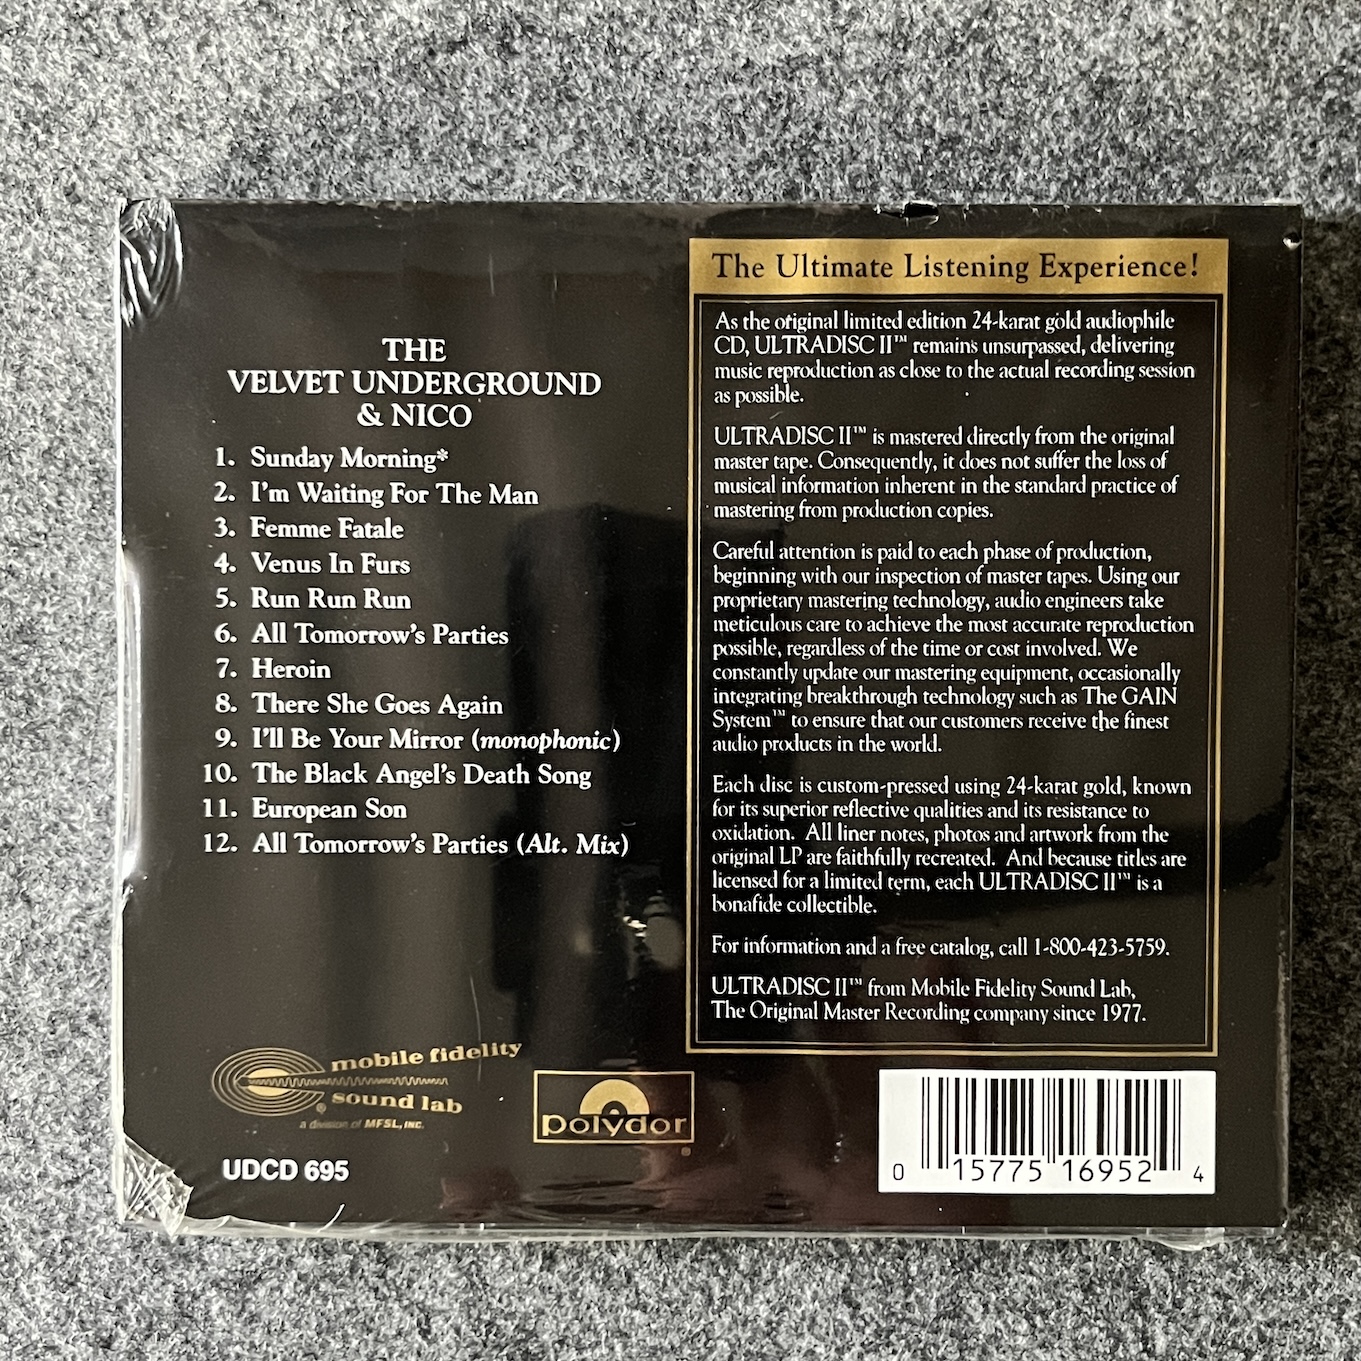 THE
VELVET UNDERGROUND
& NICO
1. Sunday Morning*
2. I'm Waiting For The Man
3. Femme Fatale
4. Venus In Furs
5. Run Run Run
6. All Tomorrow's Parties
7. Heroin
8. There She Goes Again
9. I'll Be Your Mirror (monophonic)
10. The Black Angel's Death Song
11. European Son
12. All Tomorrow's Parties (Alt. Mix)
mobile fidelity
sound lab
®
a division of MFSL, INC.
polydor
®
UDCD 695
The Ultimate Listening Experience!
As the original limited edition 24-karat gold audiophile
CD, ULTRADISC II™ remains unsurpassed, delivering
music reproduction as close to the actual recording session
as possible.
ULTRADISC II™ is mastered directly from the original
master tape. Consequently, it does not suffer the loss of
musical information inherent in the standard practice of
mastering from production copies.
Careful attention is paid to each phase of production,
beginning with our inspection of master tapes. Using our
proprietary mastering technology, audio engineers take
meticulous care to achieve the most accurate reproduction
possible, regardless of the time or cost involved. We
constantly update our mastering equipment, occasionally
integrating breakthrough technology such as The GAIN
System™ to ensure that our customers receive the finest
audio products in the world.
Each disc is custom-pressed using 24-karat gold, known
for its superior reflective qualities and its resistance to
oxidation. All liner notes, photos and artwork from the
original LP are faithfully recreated. And because titles are
licensed for a limited term, each ULTRADISC II™ is a
bonafide collectible.
For information and a free catalog, call 1-800-423-5759.
ULTRADISC II™ from Mobile Fidelity Sound Lab,
The Original Master Recording company since 1977.
0 15775 16952 4